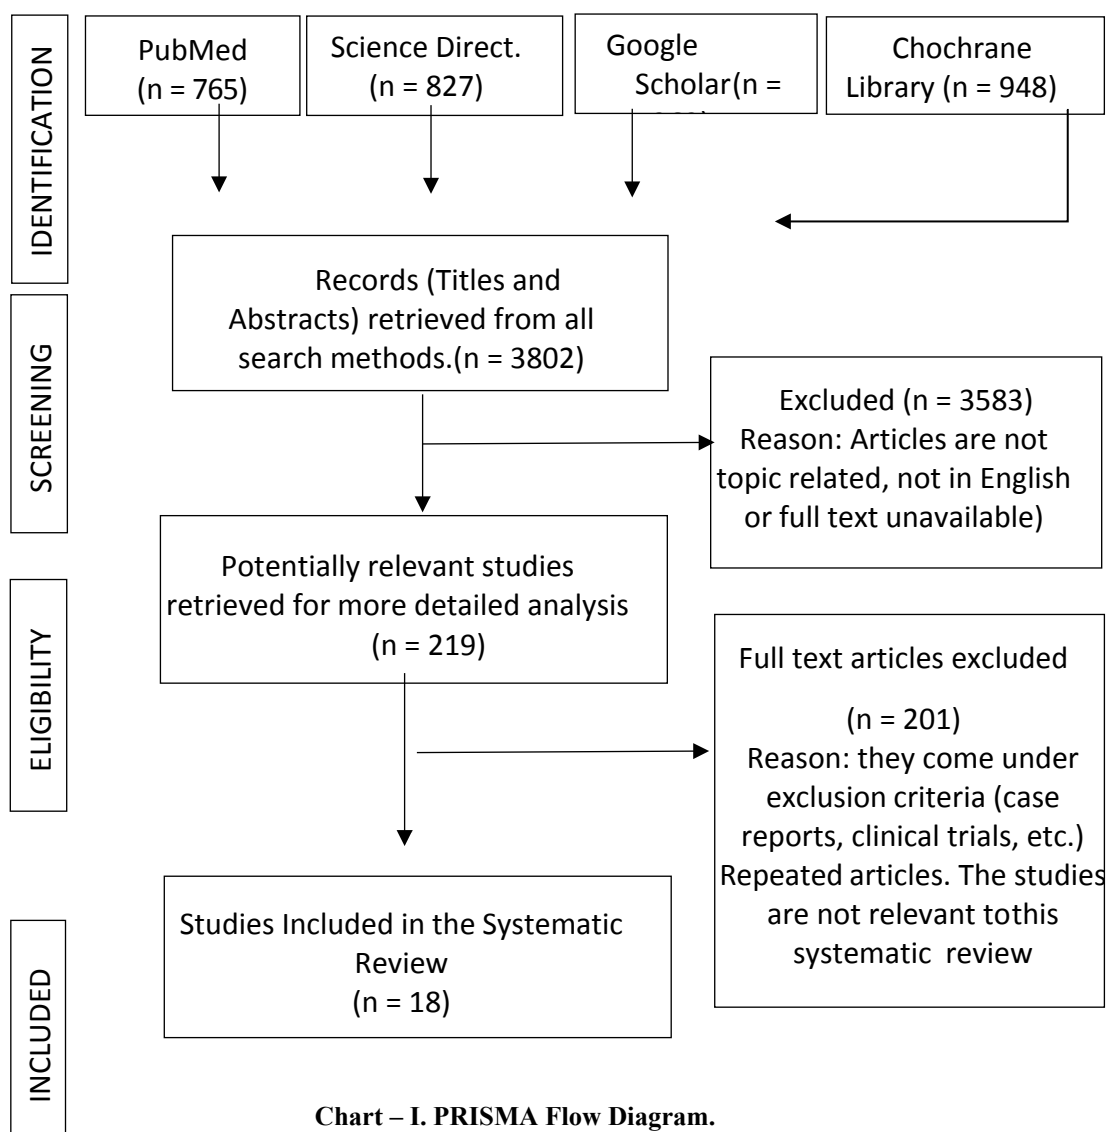 IDENTIFICATION
PubMed
(n = 765)
Science Direct.
(n = 827)
Google
Scholar(n =
Chochrane
Library (n = 948)
Records (Titles and
Abstracts) retrieved from all
search methods.(n = 3802)
SCREENING
Excluded (n = 3583)
Reason: Articles are not
topic related, not in English
or full text unavailable)
Potentially relevant studies
retrieved for more detailed analysis
(n = 219)
ELIGIBILITY
Full text articles excluded
(n = 201)
Reason: they come under
exclusion criteria (case
reports, clinical trials, etc.)
Repeated articles. The studies
are not relevant tothis
systematic review
Studies Included in the Systematic
Review
(n = 18)
INCLUDED
Chart – I. PRISMA Flow Diagram.